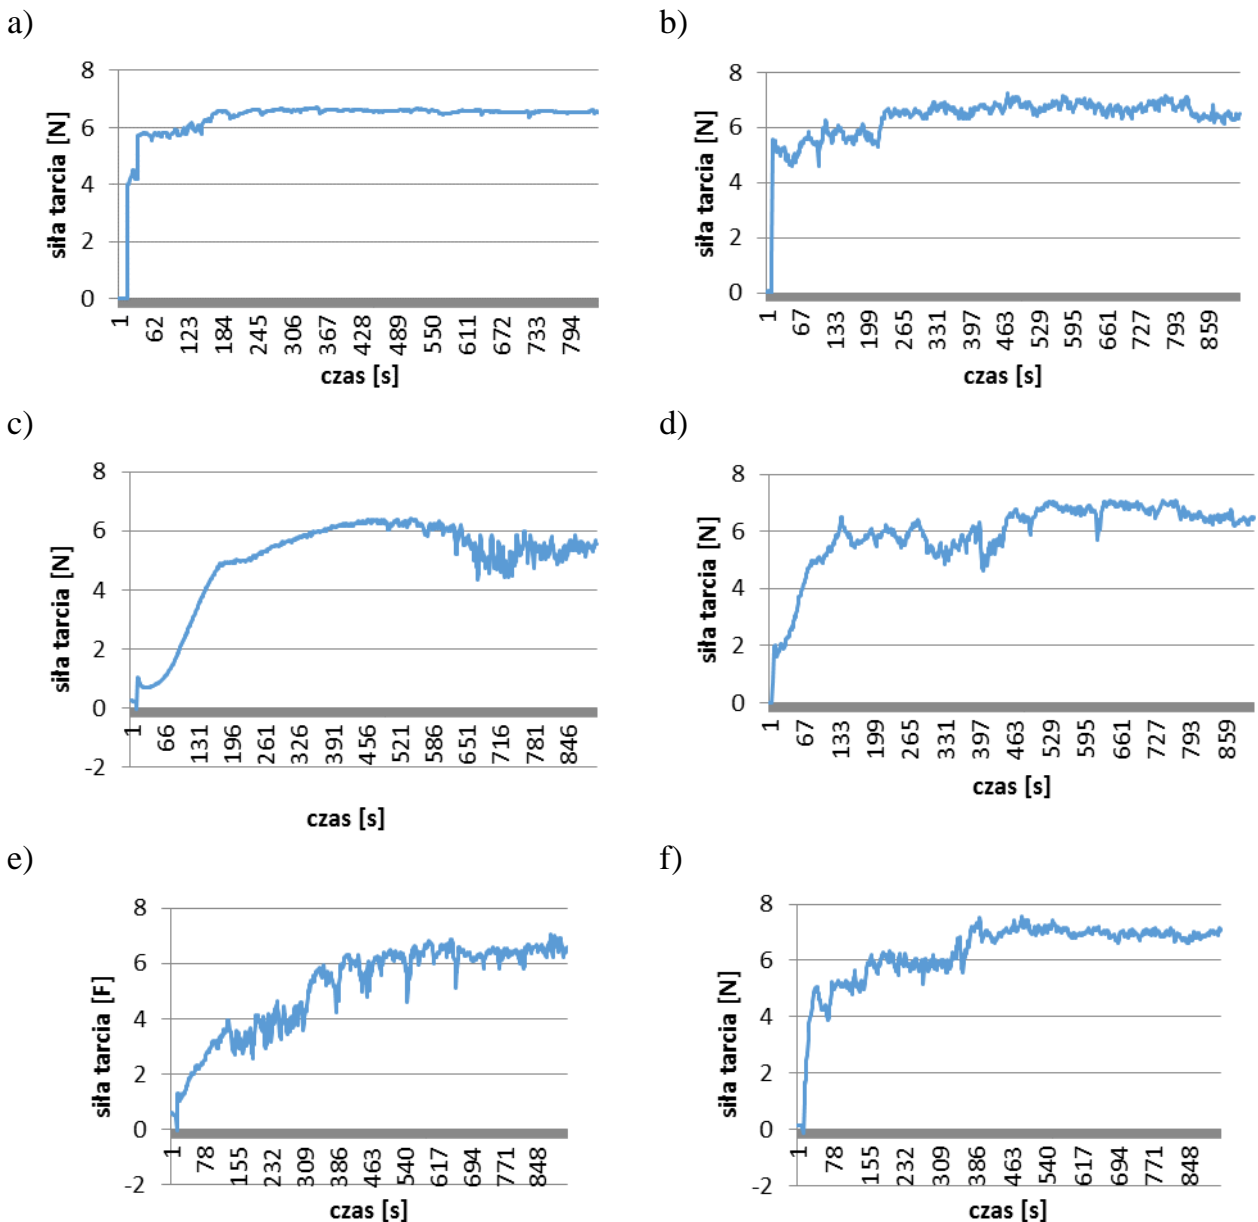 a)
8
6
4
2
0
siła tarcia [N]
1 62 123 184 245 306 367 428 489 550 611 672 733 794
czas [s]
b)
8
6
4
2
0
siła tarcia [N]
1 67 133 199 265 331 397 463 529 595 661 727 793 859
czas [s]
c)
8
6
4
2
0
-2
siła tarcia [N]
1 66 131 196 261 326 391 456 521 586 651 716 781 846
czas [s]
d)
8
6
4
2
0
siła tarcia [N]
1 67 133 199 265 331 397 463 529 595 661 727 793 859
czas [s]
e)
8
6
4
2
0
-2
siła tarcia [F]
1 78 155 232 309 386 463 540 617 694 771 848
czas [s]
f)
8
6
4
2
0
-2
siła tarcia [N]
1 78 155 232 309 386 463 540 617 694 771 848
czas [s]